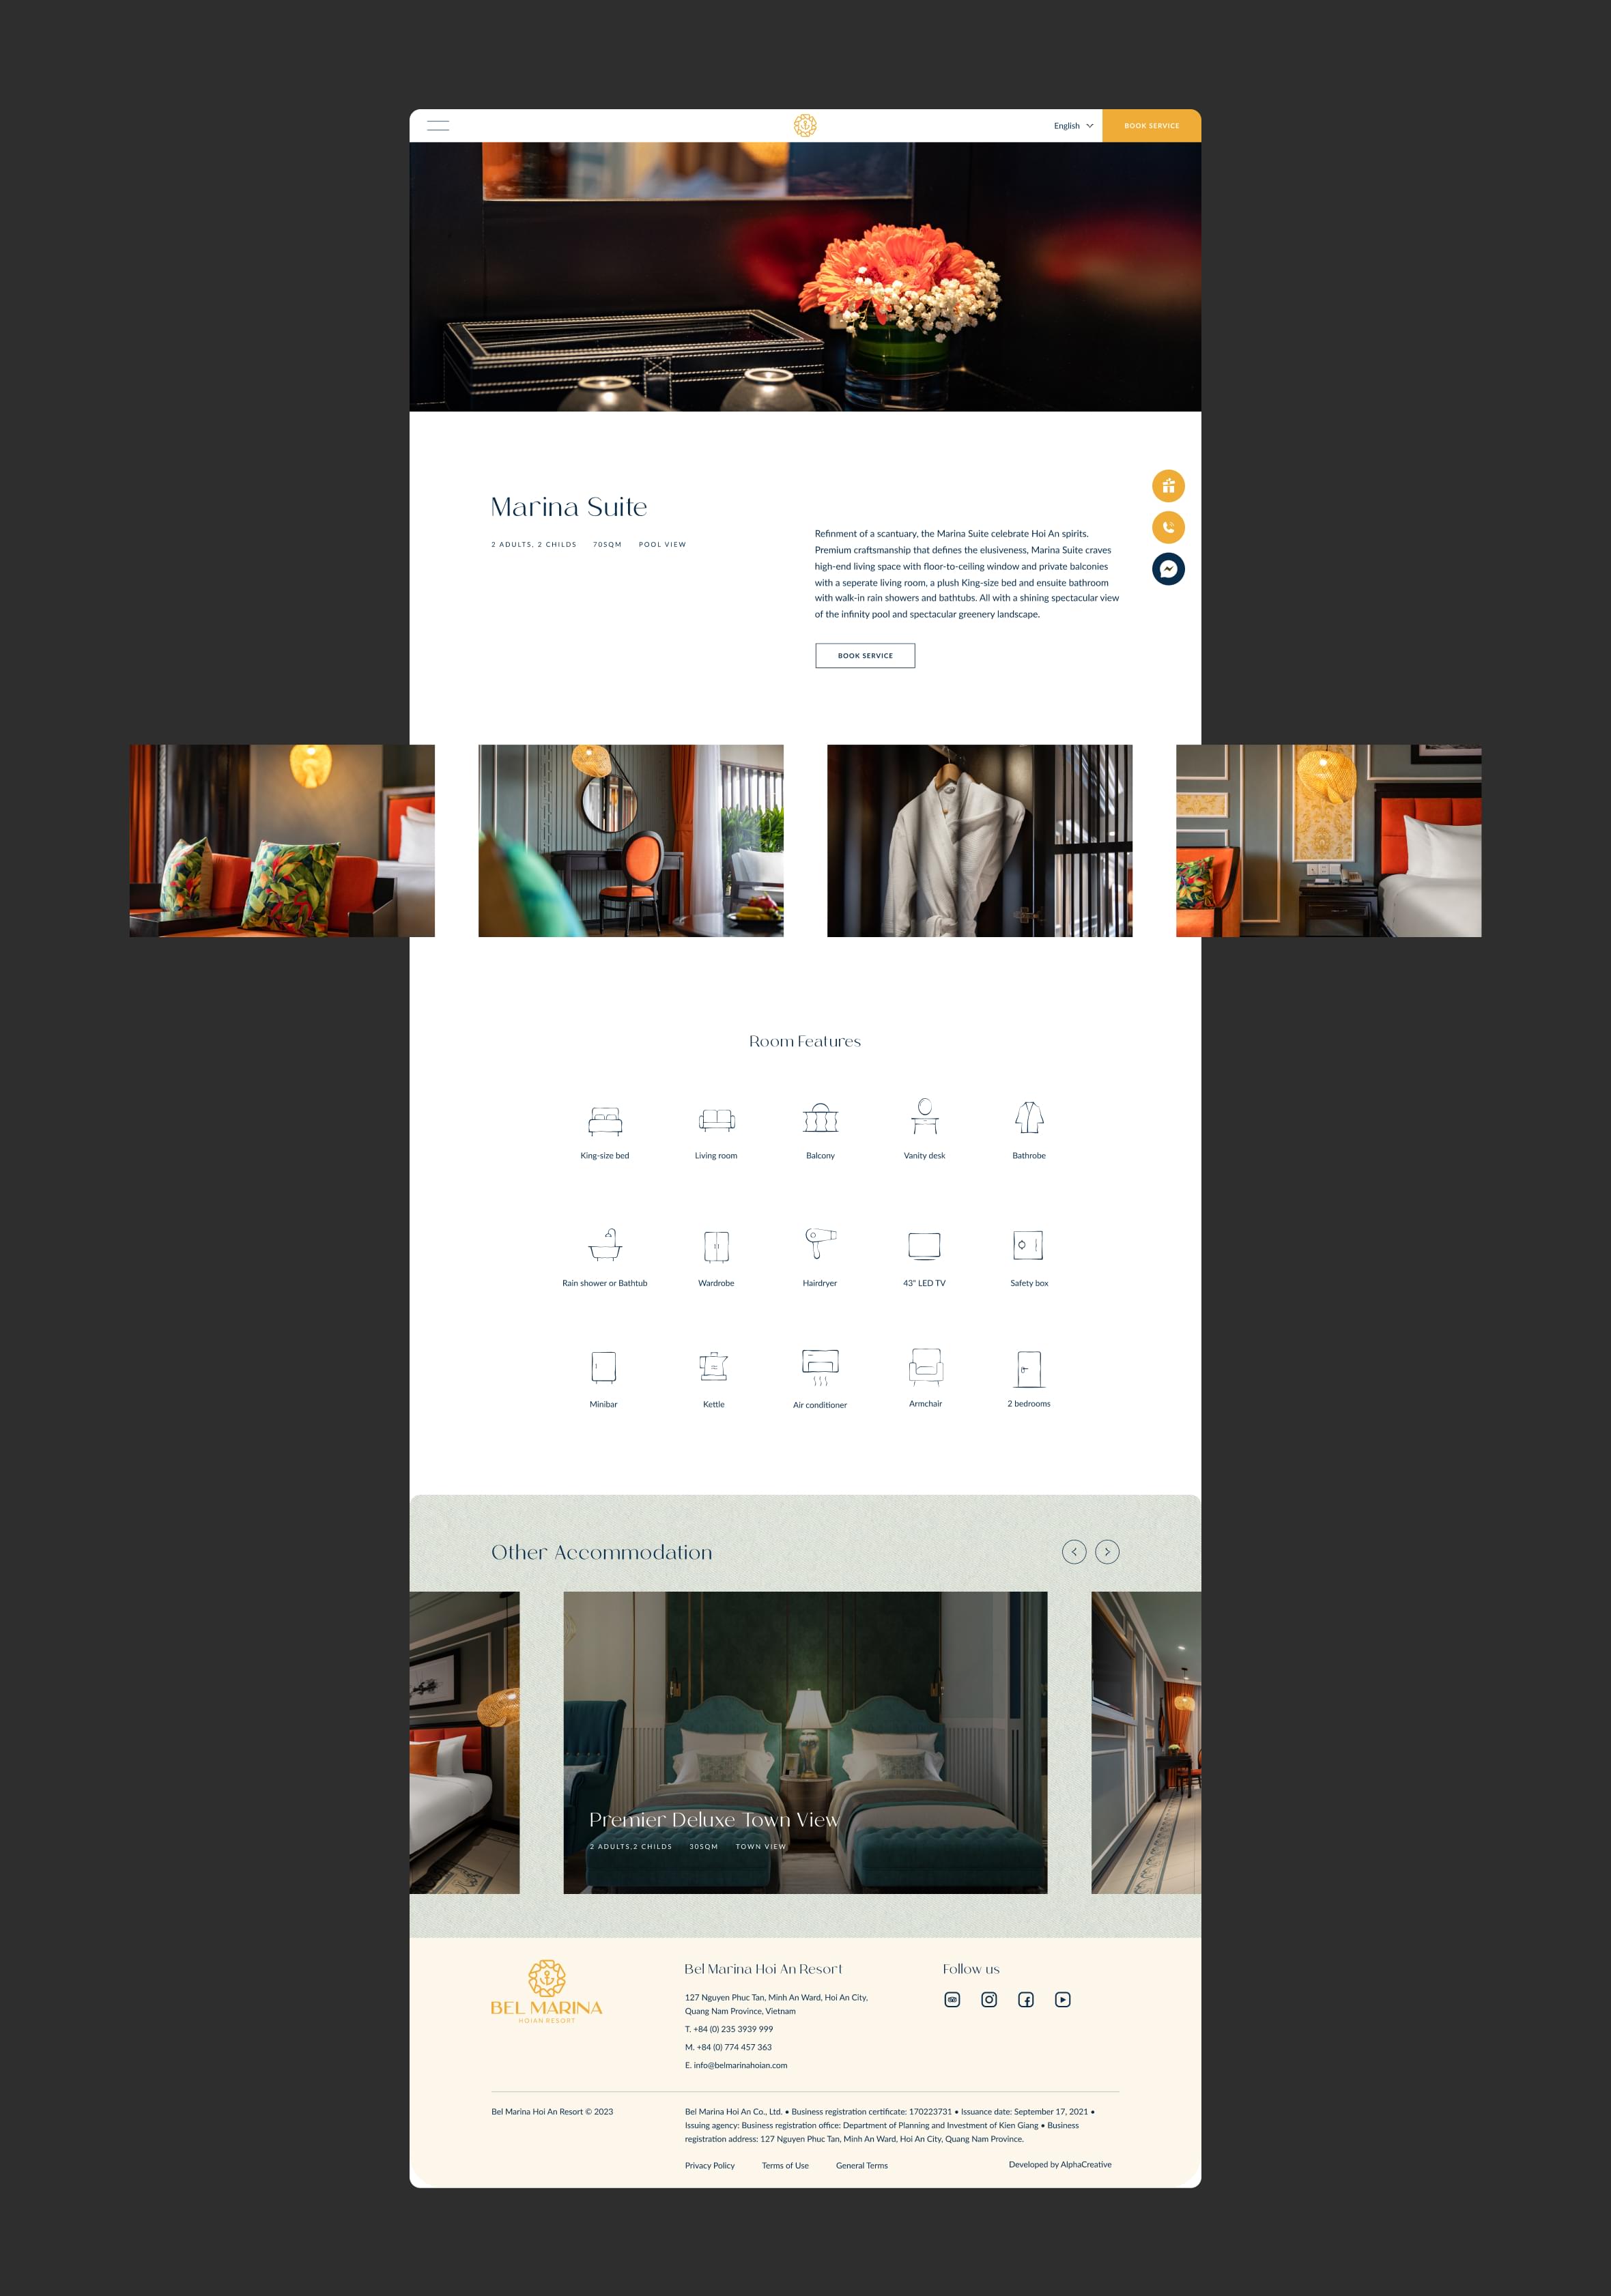 English
BOOK SERVICE
Marina Suite
2 ADULTS, 2 CHILDS 70SQM POOL VIEW
Refinment of a scantuary, the Marina Suite celebrate Hoi An spirits.
Premium craftsmanship that defines the elusiveness, Marina Suite craves
high-end living space with floor-to-ceiling window and private balconies
with a seperate living room, a plush King-size bed and ensuite bathroom
with walk-in rain showers and bathtubs. All with a shining spectacular view
of the infinity pool and spectacular greenery landscape.
BOOK SERVICE
Room Features
King-size bed
Living room
Balcony
Vanity desk
Bathrobe
Rain shower or Bathtub
Wardrobe
Hairdryer
43" LED TV
Safety box
Minibar
Kettle
Air conditioner
Armchair
2 bedrooms
Other Accommodation
Premier Deluxe Town View
2 ADULTS,2 CHILDS 30SQM TOWN VIEW
BEL MARINA
HOIAN RESORT
Bel Marina Hoi An Resort
127 Nguyen Phuc Tan, Minh An Ward, Hoi An City,
Quang Nam Province, Vietnam
T. +84 (0) 235 3939 999
M. +84 (0) 774 457 363
E. info@belmarinahoian.com
Follow us
Bel Marina Hoi An Resort © 2023
Bel Marina Hoi An Co., Ltd. • Business registration certificate: 170223731 • Issuance date: September 17, 2021 •
Issuing agency: Business registration office: Department of Planning and Investment of Kien Giang • Business
registration address: 127 Nguyen Phuc Tan, Minh An Ward, Hoi An City, Quang Nam Province.
Privacy Policy
Terms of Use
General Terms
Developed by AlphaCreative